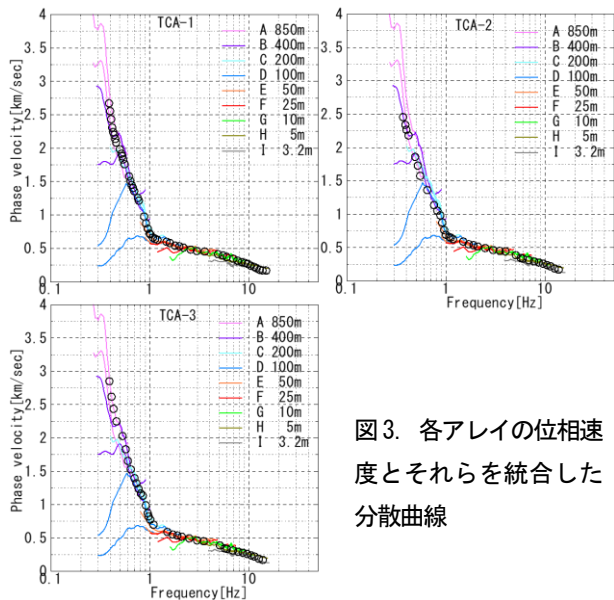 TCA-1
A 850m
B 400m
C 200m
D 100m
E 50m
F 25m
G 10m
H 5m
I 3.2m
Phase velocity[km/sec]
4
3.5
3
2.5
2
1.5
1
0.5
0
0.1
1
10
TCA-2
A 850m
B 400m
C 200m
D 100m
E 50m
F 25m
G 10m
H 5m
I 3.2m
4
3.5
3
2.5
2
1.5
1
0.5
0
0.1
1
10
Frequency[Hz]
TCA-3
A 850m
B 400m
C 200m
D 100m
E 50m
F 25m
G 10m
H 5m
I 3.2m
Phase velocity[km/sec]
4
3.5
3
2.5
2
1.5
1
0.5
0
0.1
1
10
Frequency[Hz]
図3. 各アレイの位相速
度とそれらを統合した
分散曲線